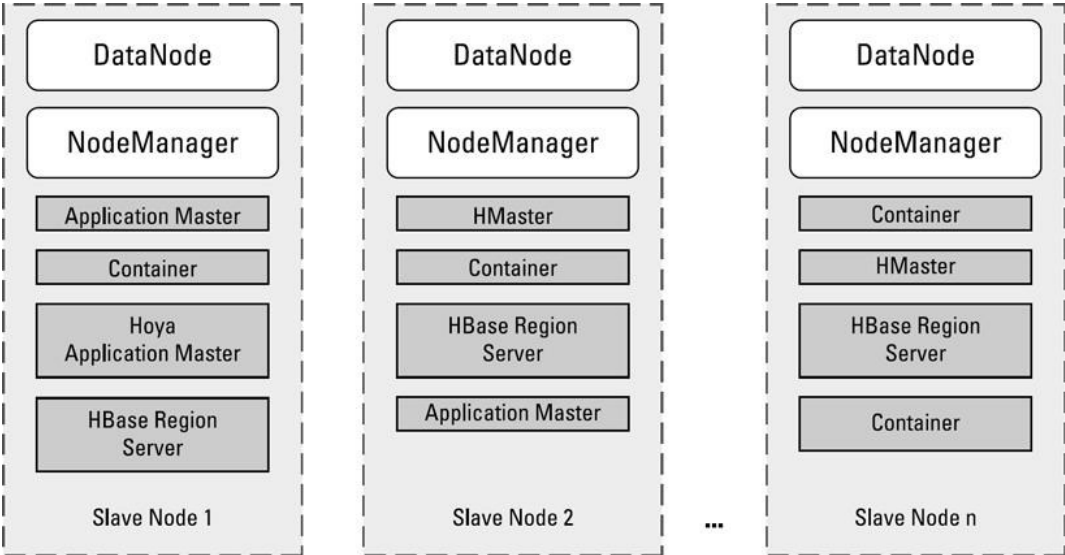 DataNode
NodeManager
Application Master
Container
Hoya
Application Master
HBase Region
Server
Slave Node 1
DataNode
NodeManager
HMaster
Container
HBase Region
Server
Application Master
Slave Node 2
...
DataNode
NodeManager
Container
HMaster
HBase Region
Server
Container
Slave Node n